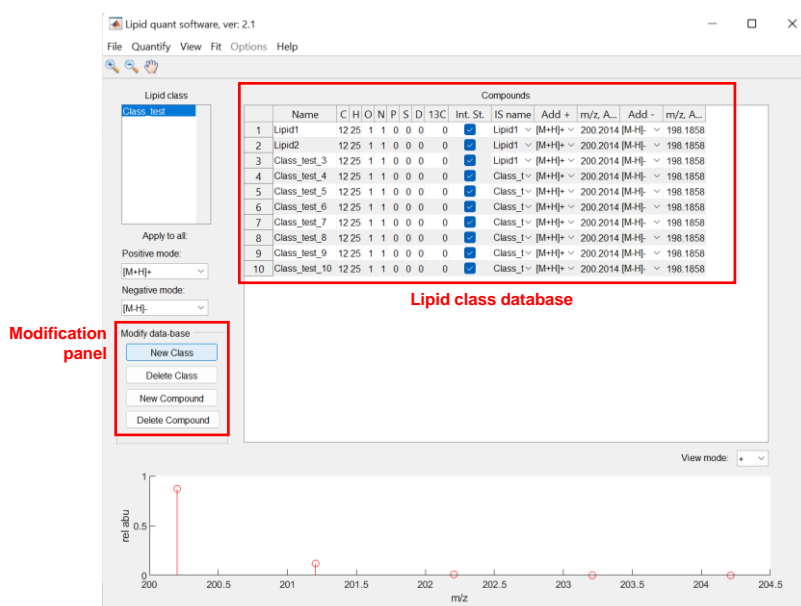 Lipid quant software, ver: 2.1
File Quantify View Fit Options Help
Lipid class
Class_test
Compounds
Name C H O N P S D 13C Int. St. IS name Add + m/z, A... Add - m/z, A...
1 Lipid1 12 25 1 1 0 0 0 0 Lipid1 [M+H]+ 200.2014 [M-H]- 198.1858
2 Lipid2 12 25 1 1 0 0 0 0 Lipid1 [M+H]+ 200.2014 [M-H]- 198.1858
3 Class_test_3 12 25 1 1 0 0 0 0 Lipid1 [M+H]+ 200.2014 [M-H]- 198.1858
4 Class_test_4 12 25 1 1 0 0 0 0 Class_t [M+H]+ 200.2014 [M-H]- 198.1858
5 Class_test_5 12 25 1 1 0 0 0 0 Class_t [M+H]+ 200.2014 [M-H]- 198.1858
6 Class_test_6 12 25 1 1 0 0 0 0 Class_t [M+H]+ 200.2014 [M-H]- 198.1858
7 Class_test_7 12 25 1 1 0 0 0 0 Class_t [M+H]+ 200.2014 [M-H]- 198.1858
8 Class_test_8 12 25 1 1 0 0 0 0 Class_t [M+H]+ 200.2014 [M-H]- 198.1858
9 Class_test_9 12 25 1 1 0 0 0 0 Class_t [M+H]+ 200.2014 [M-H]- 198.1858
10 Class_test_10 12 25 1 1 0 0 0 0 Class_t [M+H]+ 200.2014 [M-H]- 198.1858
Lipid class database
Apply to all:
Positive mode:
[M+H]+
Negative mode:
[M-H]-
Modification
panel
Modify data-base
New Class
Delete Class
New Compound
Delete Compound
View mode: +
rel abu
1
0.5
0
200 200.5 201 201.5 202 202.5 203 203.5 204 204.5
m/z